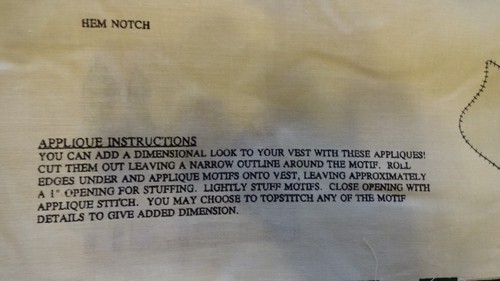 HEM NOTCH
APPLIQUE INSTRUCTIONS
YOU CAN ADD A DIMENSIONAL LOOK TO YOUR VEST WITH THESE APPLIQUES!
CUT THEM OUT LEAVING A NARROW OUTLINE AROUND THE MOTIF. ROLL
EDGES UNDER AND APPLIQUE MOTIFS ONTO VEST, LEAVING APPROXIMATELY
A 1" OPENING FOR STUFFING. LIGHTLY STUFF MOTIFS. CLOSE OPENING WITH
APPLIQUE STITCH. YOU MAY CHOOSE TO TOPSTITCH ANY OF THE MOTIF
DETAILS TO GIVE ADDED DIMENSION.